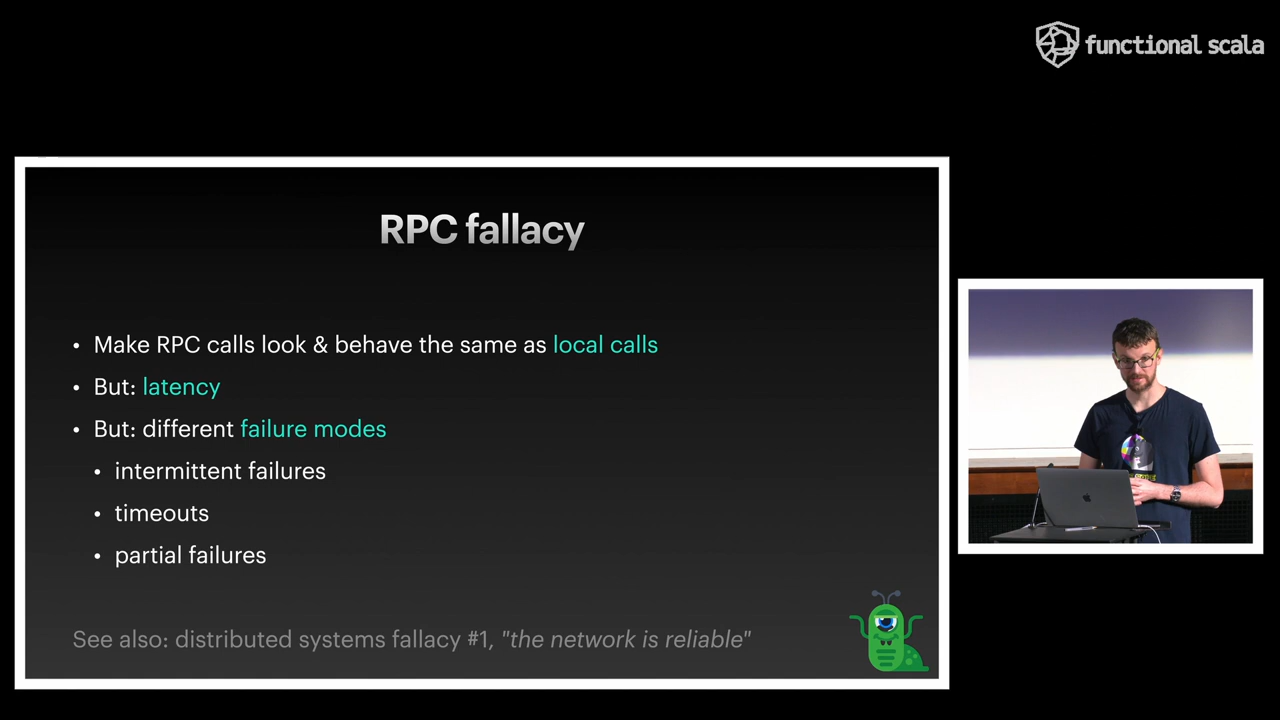 functional scala
RPC fallacy
• Make RPC calls look & behave the same as local calls
• But: latency
• But: different failure modes
• intermittent failures
• timeouts
• partial failures
See also: distributed systems fallacy #1, "the network is reliable"